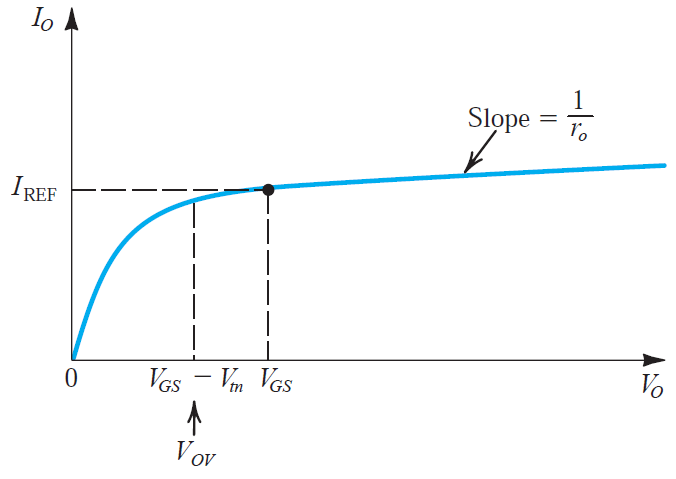 I_O
Slope = 1/r_o
I_REF
0 V_GS − V_tn V_GS V_O
V_OV